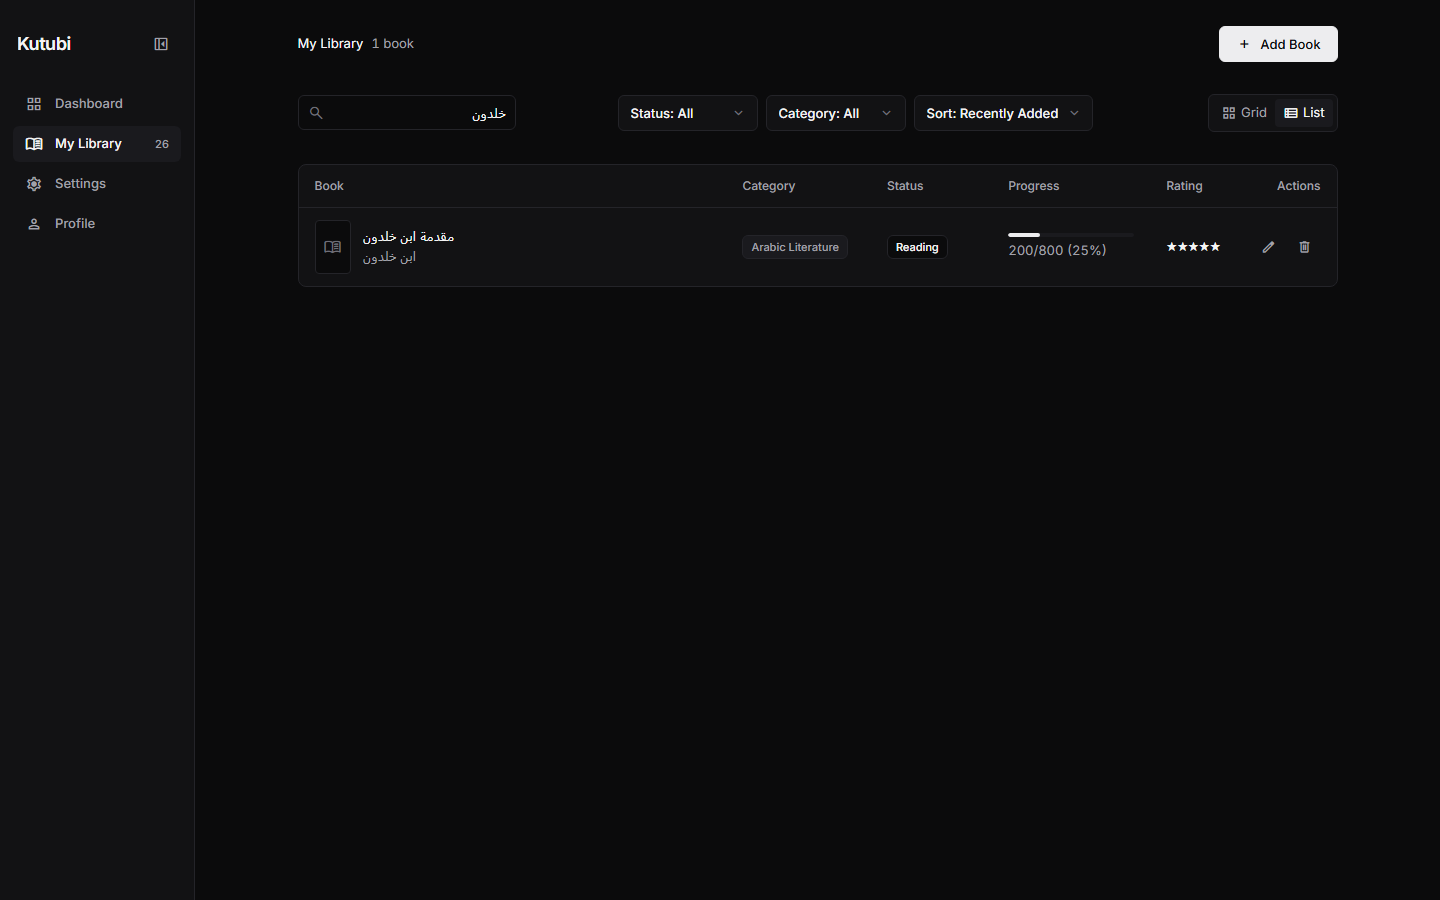 Kutubi
Dashboard
My Library 26
Settings
Profile
My Library 1 book
Add Book
خلدون
Status: All
Category: All
Sort: Recently Added
Grid
List
Book Category Status Progress Rating Actions
مقدمة ابن خلدون
ابن خلدون
Arabic Literature
Reading
200/800 (25%)
★★★★★